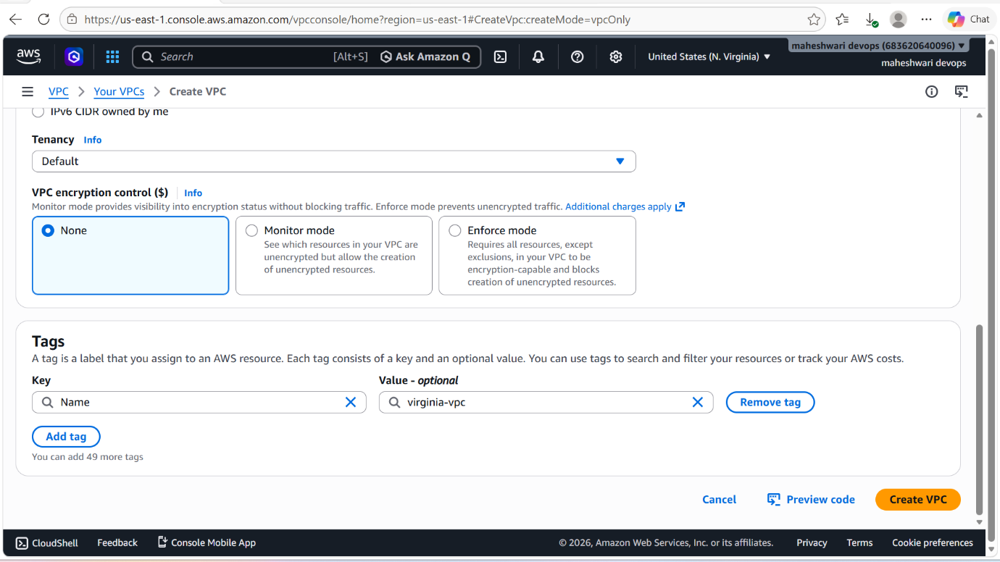 https://us-east-1.console.aws.amazon.com/vpcconsole/home?region=us-east-1#CreateVpc:createMode=vpcOnly
Chat
aws
Search [Alt+S] Ask Amazon Q
United States (N. Virginia)
maheshwari devops (683620640096)
maheshwari devops
VPC > Your VPCs > Create VPC
IPv6 CIDR owned by me
Tenancy Info
Default
VPC encryption control ($) Info
Monitor mode provides visibility into encryption status without blocking traffic. Enforce mode prevents unencrypted traffic. Additional charges apply
None
Monitor mode
See which resources in your VPC are
unencrypted but allow the creation
of unencrypted resources.
Enforce mode
Requires all resources, except
exclusions, in your VPC to be
encryption-capable and blocks
creation of unencrypted resources.
Tags
A tag is a label that you assign to an AWS resource. Each tag consists of a key and an optional value. You can use tags to search and filter your resources or track your AWS costs.
Key
Value - optional
Name
virginia-vpc
Remove tag
Add tag
You can add 49 more tags
Cancel
Preview code
Create VPC
CloudShell
Feedback
Console Mobile App
© 2026, Amazon Web Services, Inc. or its affiliates.
Privacy
Terms
Cookie preferences